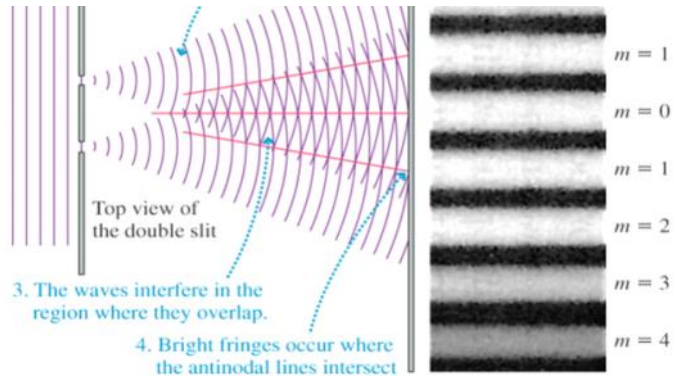 m = 1
m = 0
m = 1
Top view of
the double slit
m = 2
3. The waves interfere in the
region where they overlap.
m = 3
4. Bright fringes occur where
the antinodal lines intersect
m = 4